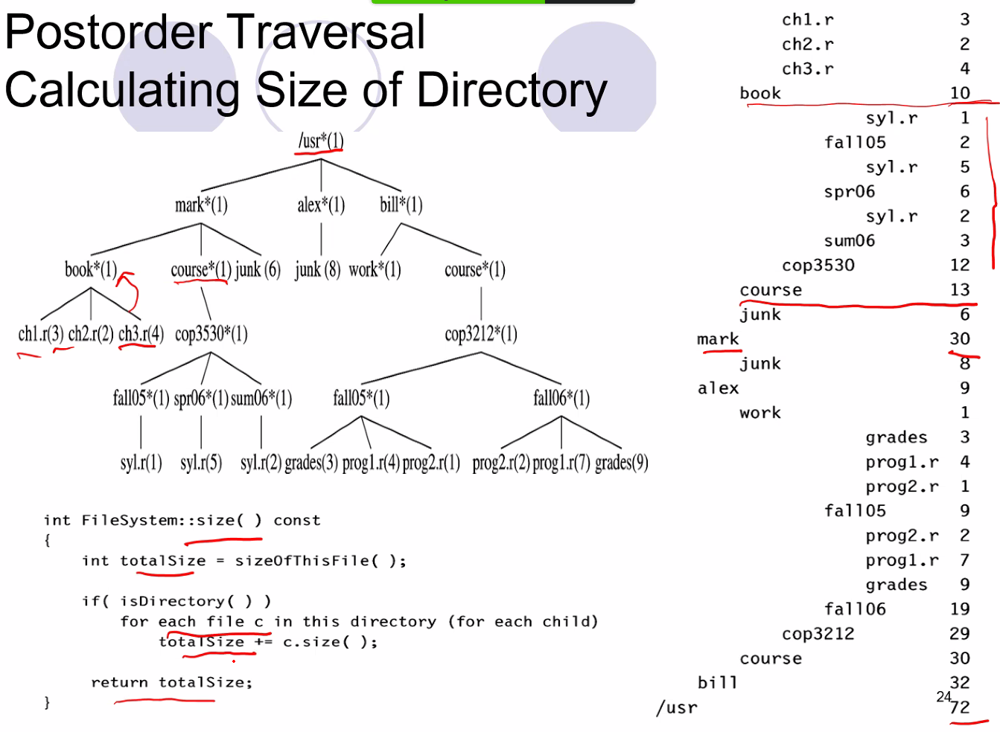 Postorder Traversal
Calculating Size of Directory
/usr*(1)
mark*(1) alex*(1) bill*(1)
book*(1) course*(1) junk (6) junk (8) work*(1) course*(1)
ch1.r(3) ch2.r(2) ch3.r(4) cop3530*(1) cop3212*(1)
fall05*(1) spr06*(1) sum06*(1) fall05*(1) fall06*(1)
syl.r(1) syl.r(5) syl.r(2) grades(3) prog1.r(4) prog2.r(1) prog2.r(2) prog1.r(7) grades(9)
int FileSystem::size( ) const
{
int totalSize = sizeOfThisFile( );
if( isDirectory( ) )
for each file c in this directory (for each child)
totalSize += c.size( );
return totalSize;
}
ch1.r 3
ch2.r 2
ch3.r 4
book 10
syl.r 1
fall05 2
syl.r 5
spr06 6
syl.r 2
sum06 3
cop3530 12
course 13
junk 6
mark 30
junk 8
alex 9
work 1
grades 3
prog1.r 4
prog2.r 1
fall05 9
prog2.r 2
prog1.r 7
grades 9
fall06 19
cop3212 29
course 30
bill 32
24
/usr 72